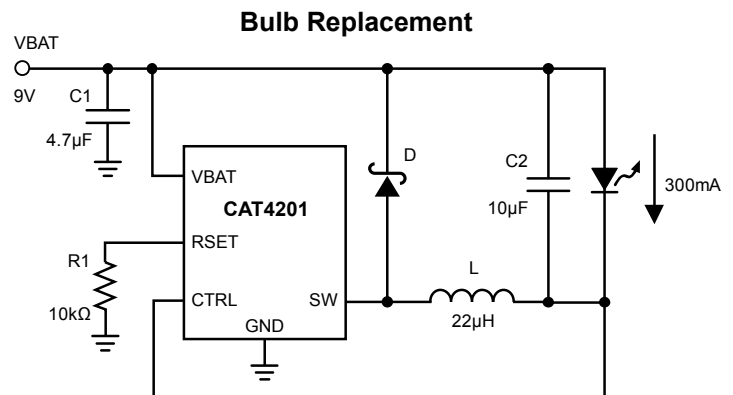 Bulb Replacement
VBAT
9V
C1
4.7µF
VBAT
CAT4201
RSET
R1
10kΩ
CTRL
SW
GND
D
C2
10µF
300mA
L
22µH